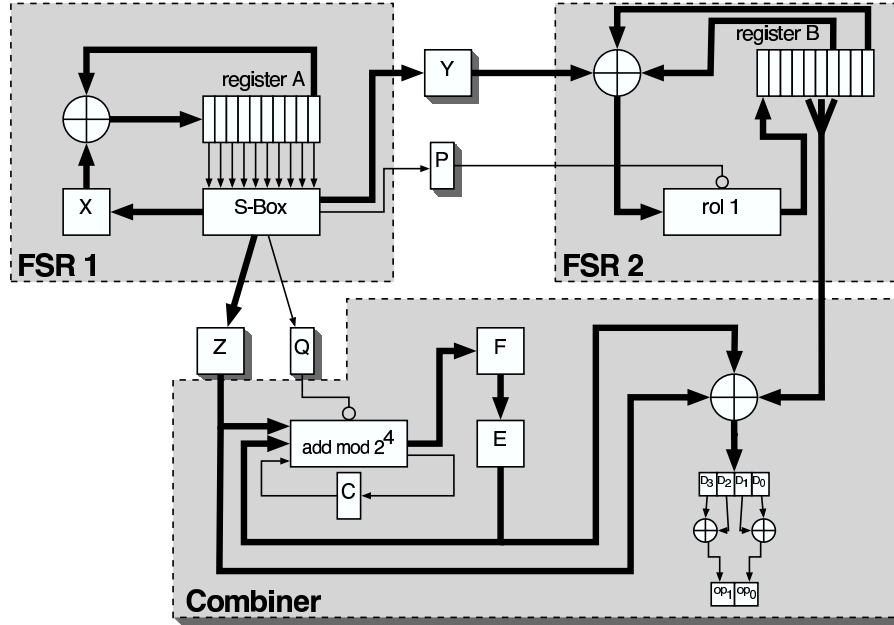 register A
Y
register B
P
X
S-Box
rol 1
FSR 1
FSR 2
Z
Q
F
add mod 2⁴
E
C
D₃ D₂ D₁ D₀
op₁ op₀
Combiner